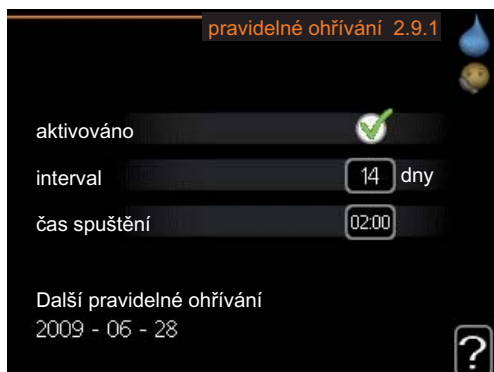 pravidelné ohřívání 2.9.1
aktivováno
interval 14 dny
čas spuštění 02:00
Další pravidelné ohřívání
2009 - 06 - 28
?